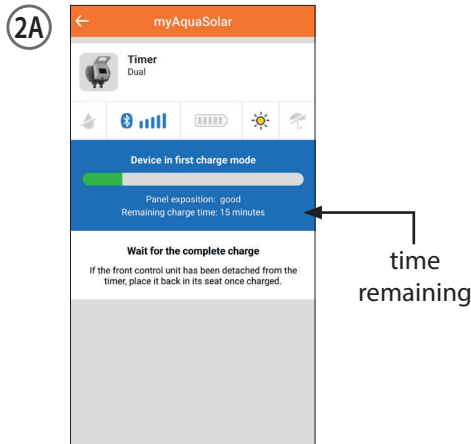 2A
myAquaSolar
Timer
Dual
Device in first charge mode
Panel exposition: good
Remaining charge time: 15 minutes
time
remaining
Wait for the complete charge
If the front control unit has been detached from the
timer, place it back in its seat once charged.